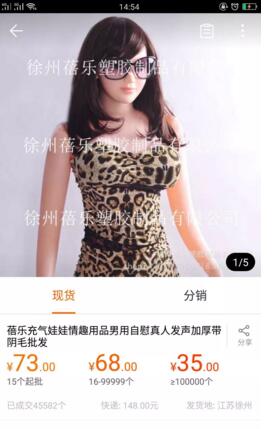 14:54
徐州蓓乐塑胶制品有限公司
徐州蓓乐塑胶制品有限公司
徐州蓓乐塑胶制品有限公司
1/5
现货 分销
蓓乐充气娃娃情趣用品男用自慰真人发声加厚带
阴毛批发
分享
¥73.00 ¥68.00 ¥35.00
15个起批 16-99999个 ≥100000个
已成交45582个 快递: 148.00元 发货地: 江苏徐州